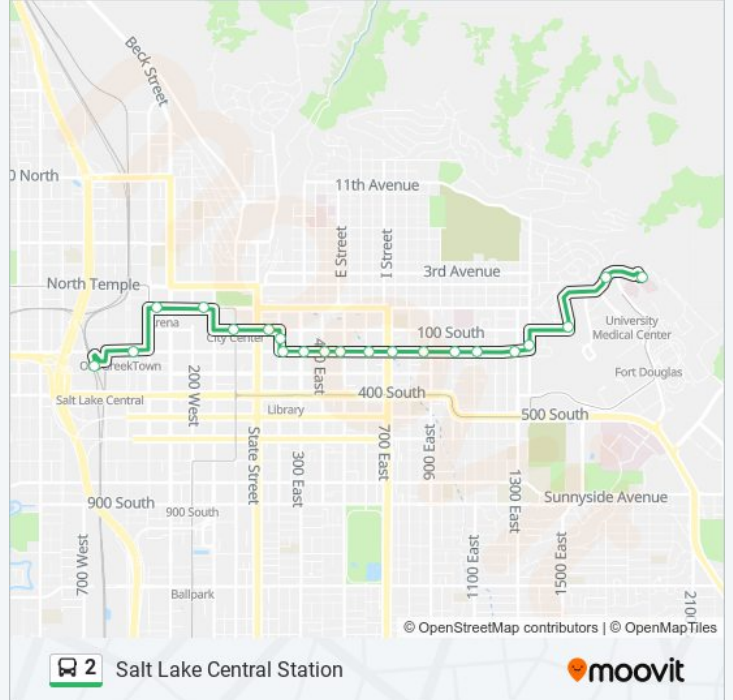 Beck Street
0 North
11th Avenue
E Street
I Street
3rd Avenue
North Temple
City Center
100 South
University
Medical Center
Fort Douglas
Salt Lake Central
200 West
400 South
Library
500 South
State Street
300 East
700 East
900 East
1300 East
Sunnyside Avenue
900 South
900 South
700 West
1100 East
1500 East
Ballpark
© OpenStreetMap contributors | © OpenMapTiles
2 Salt Lake Central Station
moovit